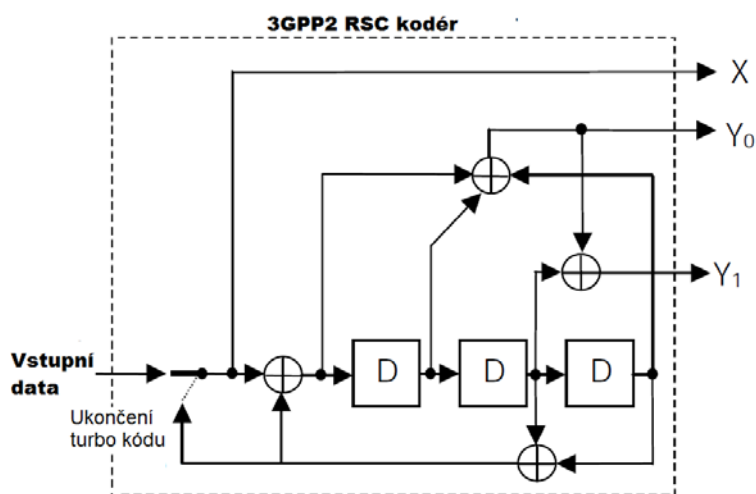 3GPP2 RSC kodér
X
Y0
Y1
Vstupní
data
D
D
D
Ukončení
turbo kódu